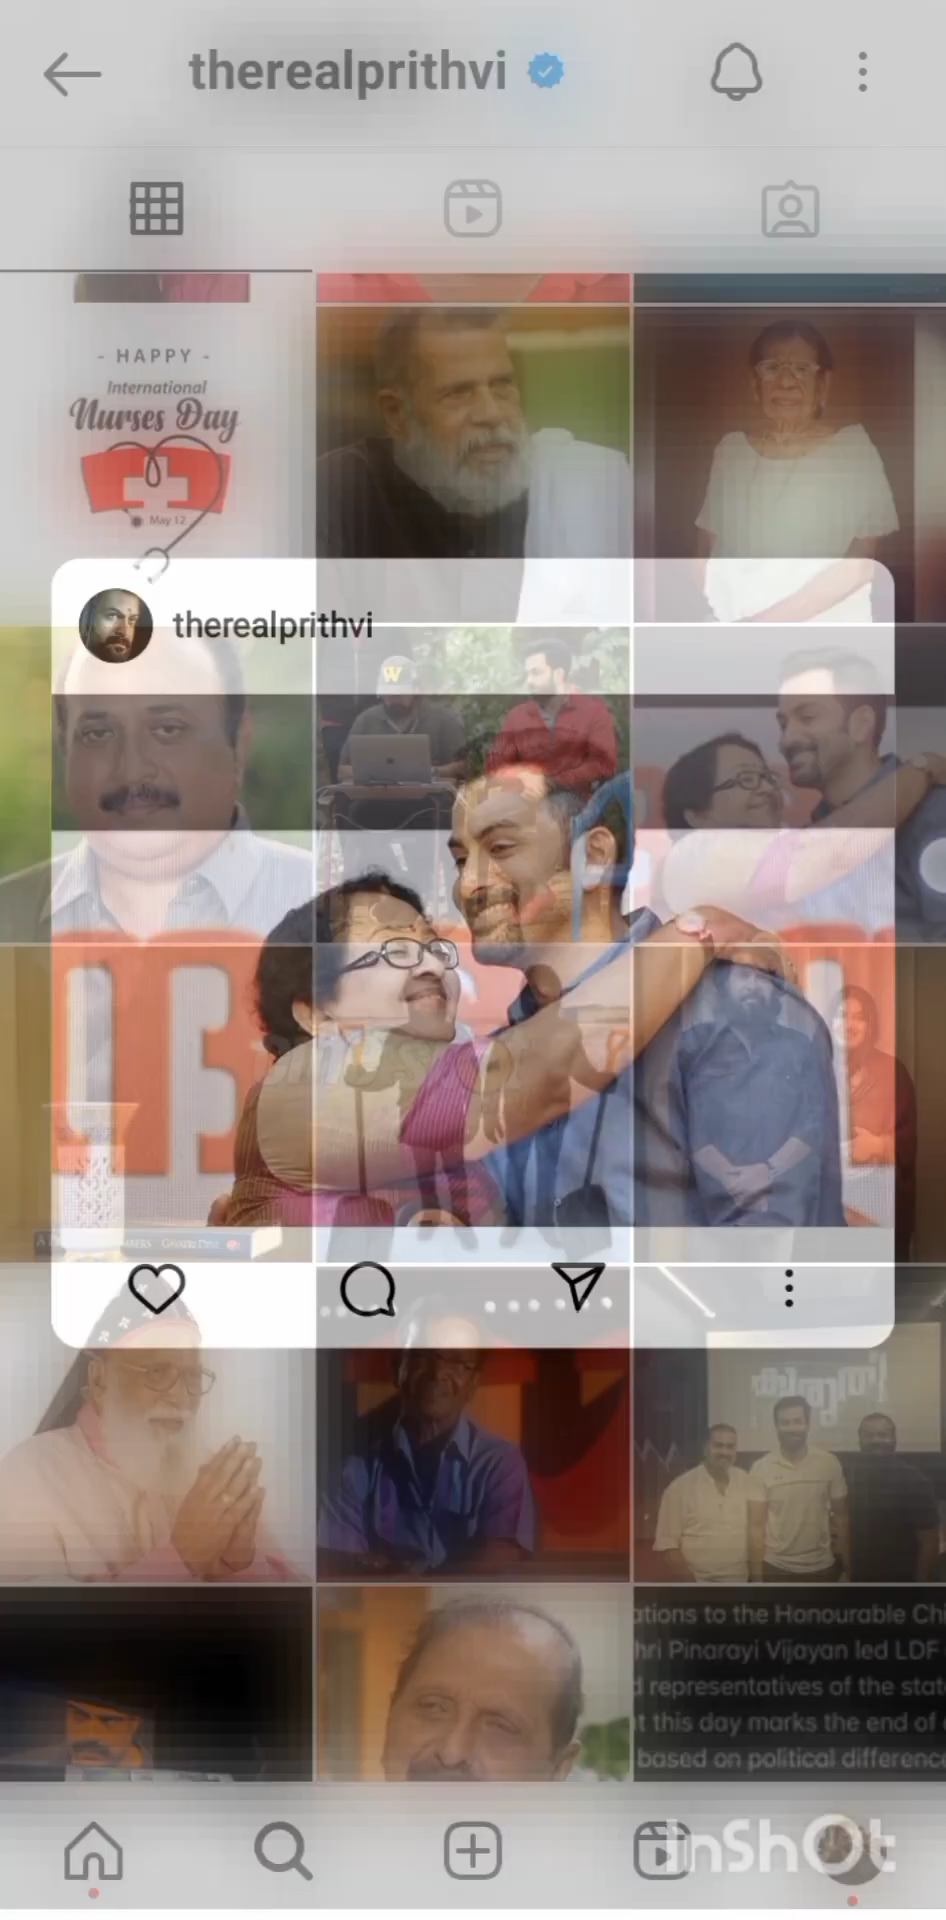 therealprithvi
- HAPPY -
International
Nurses Day
May 12
therealprithvi
W
കുരുതി
ations to the Honourable Ch
hri Pinarayi Vijayan led LDF
d representatives of the stat
t this day marks the end of
based on political difference
InShOt